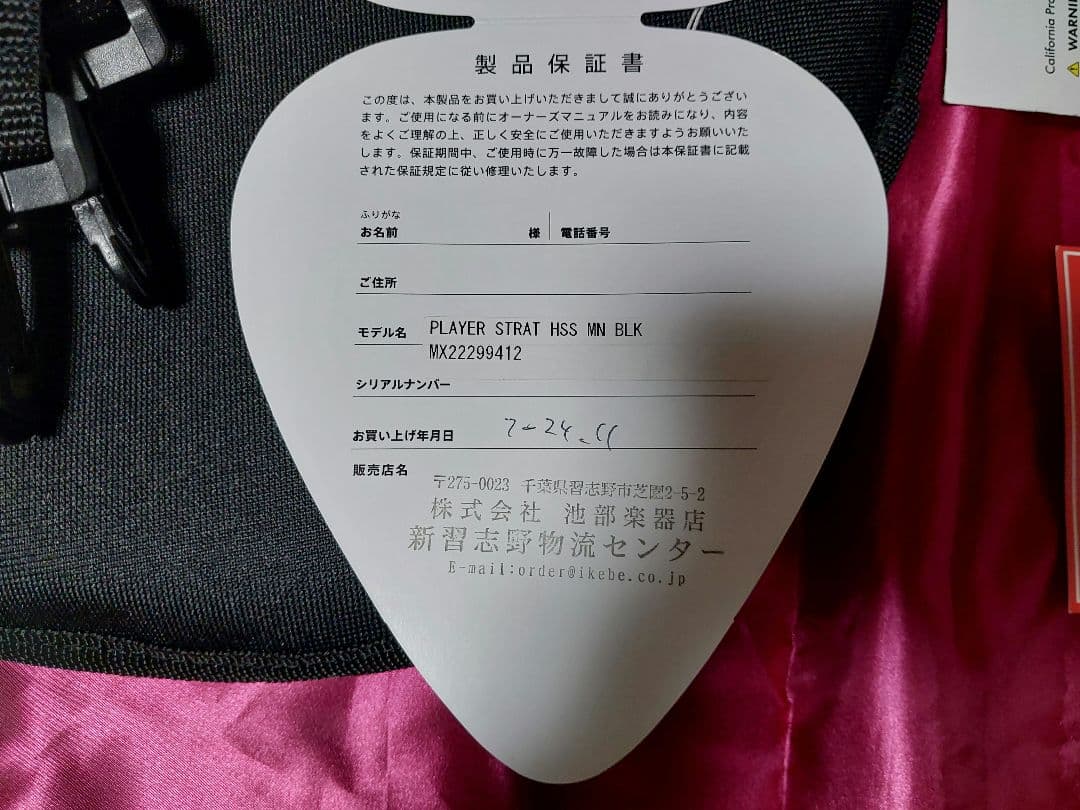 製品保証書
この度は、本製品をお買い上げいただきまして誠にありがとうござい
ます。ご使用になる前にオーナーズマニュアルをお読みになり、内容
をよくご理解の上、正しく安全にご使用いただきますようお願いいた
します。保証期間中、ご使用時に万一故障した場合は本保証書に記載
された保証規定に従い修理いたします。
ふりがな
お名前 様 電話番号
ご住所
モデル名 PLAYER STRAT HSS MN BLK
MX22299412
シリアルナンバー
お買い上げ年月日
販売店名
〒275-0023 千葉県習志野市芝園2-5-2
株式会社 池部楽器店
新習志野物流センター
E-mail:order@ikebe.co.jp
California